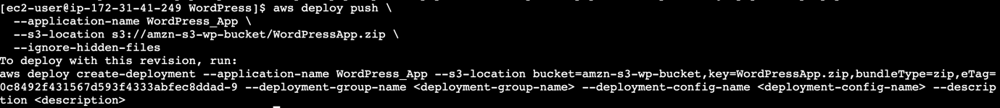 [ec2-user@ip-172-31-41-249 WordPress]$ aws deploy push \
  --application-name WordPress_App \
  --s3-location s3://amzn-s3-wp-bucket/WordPressApp.zip \
  --ignore-hidden-files
To deploy with this revision, run:
aws deploy create-deployment --application-name WordPress_App --s3-location bucket=amzn-s3-wp-bucket,key=WordPressApp.zip,bundleType=zip,eTag=
0c8492f431567d593f4333abfec8ddad-9 --deployment-group-name <deployment-group-name> --deployment-config-name <deployment-config-name> --descrip
tion <description>